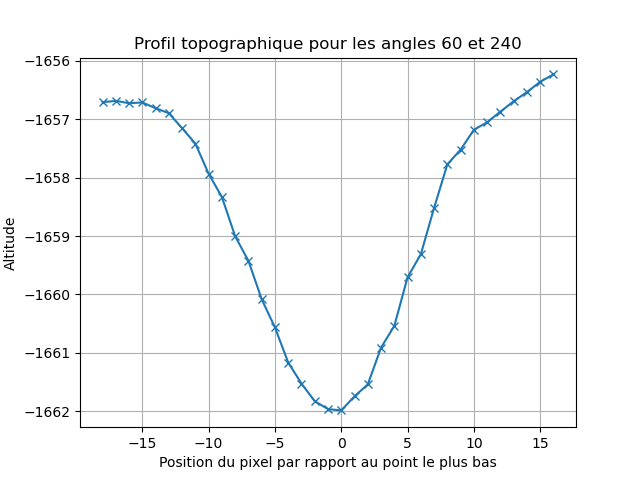 Profil topographique pour les angles 60 et 240
Altitude
−1656
−1657
−1658
−1659
−1660
−1661
−1662
−15 −10 −5 0 5 10 15
Position du pixel par rapport au point le plus bas